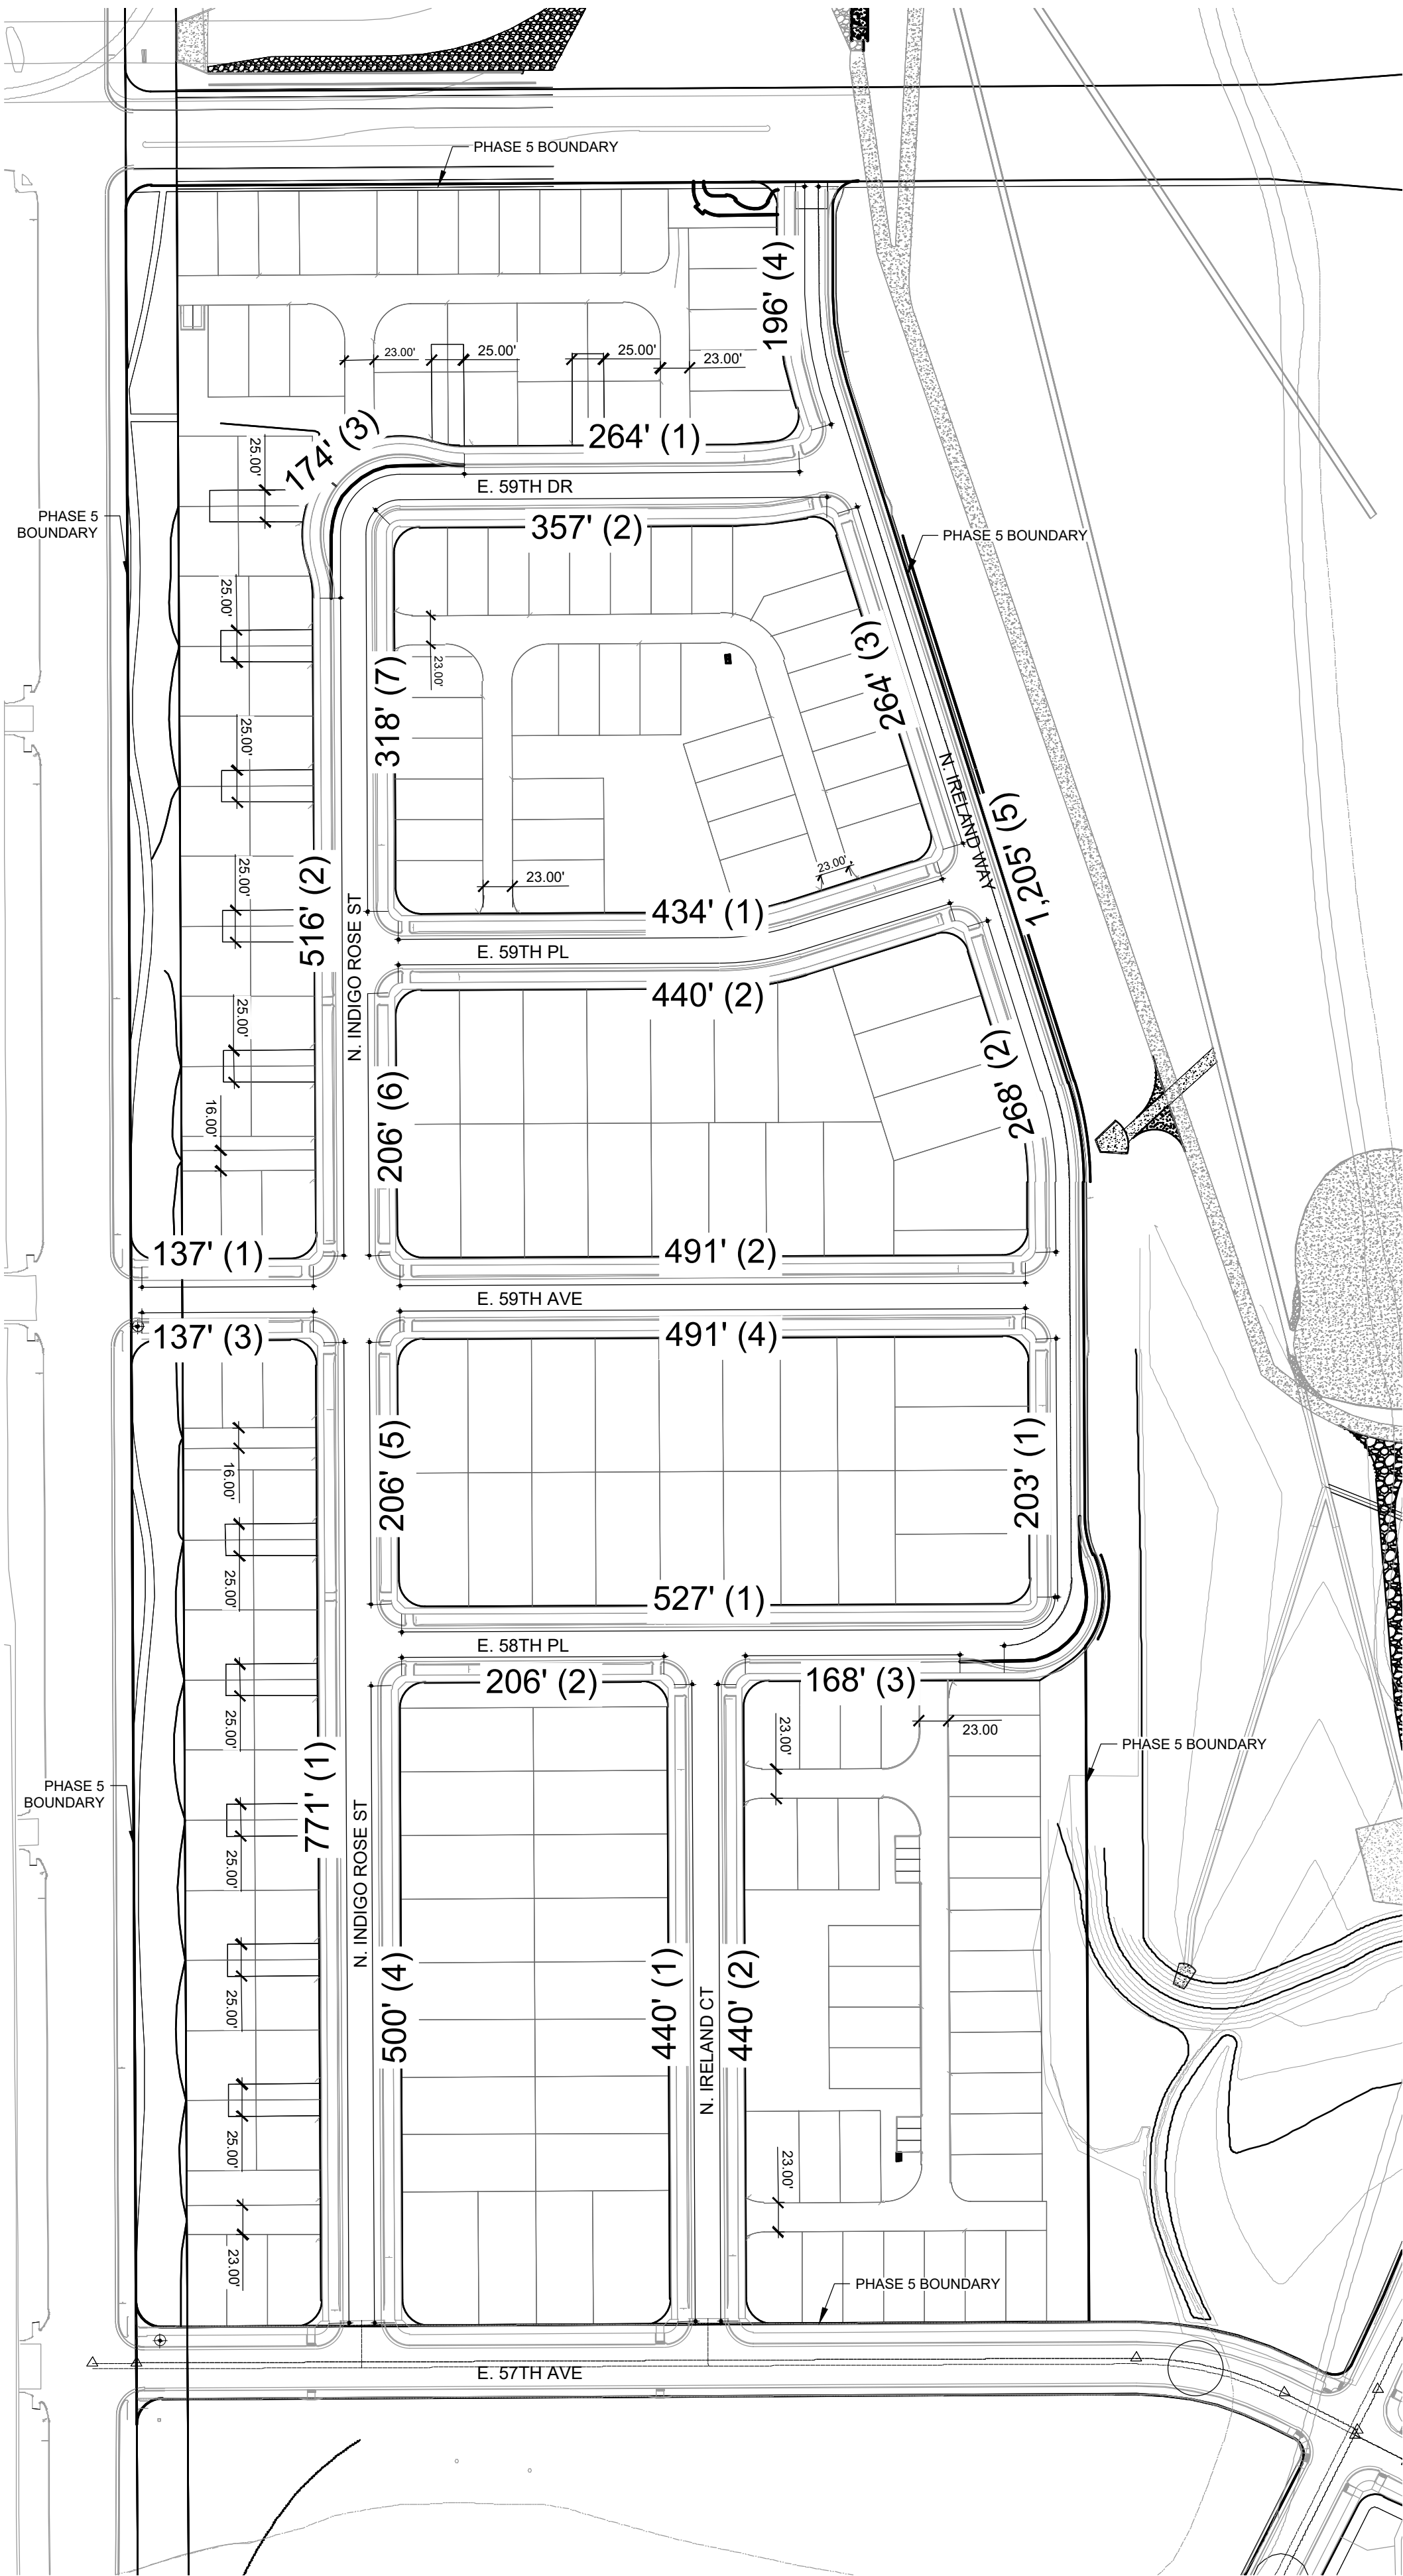 PHASE 5 BOUNDARY
196' (4)
23.00'
25.00'
25.00'
23.00'
174' (3)
264' (1)
25.00'
E. 59TH DR
PHASE 5
BOUNDARY
357' (2)
PHASE 5 BOUNDARY
25.00'
23.00'
318' (7)
264' (3)
25.00'
N. IRELAND WAY
1,205' (5)
25.00'
516' (2)
23.00'
23.00'
434' (1)
N. INDIGO ROSE ST
E. 59TH PL
440' (2)
25.00'
268' (2)
206' (6)
16.00'
137' (1)
491' (2)
E. 59TH AVE
137' (3)
491' (4)
16.00'
206' (5)
203' (1)
25.00'
527' (1)
E. 58TH PL
206' (2)
168' (3)
25.00'
23.00'
23.00
PHASE 5 BOUNDARY
PHASE 5
BOUNDARY
771' (1)
N. INDIGO ROSE ST
25.00'
25.00'
500' (4)
440' (1)
N. IRELAND CT
440' (2)
25.00'
23.00'
23.00'
PHASE 5 BOUNDARY
E. 57TH AVE